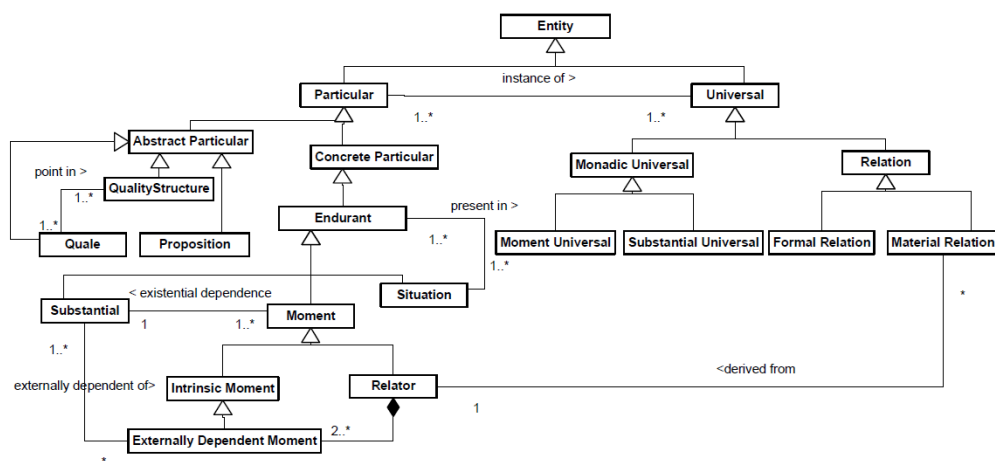 Entity
instance of >
Particular
Universal
1..*
1..*
Abstract Particular
Concrete Particular
Monadic Universal
Relation
point in >
QualityStructure
1..*
present in >
Endurant
1..*
1..*
Quale
Proposition
Moment Universal
Substantial Universal
Formal Relation
Material Relation
1..*
Situation
< existential dependence
*
Substantial
1
1..*
Moment
1..*
externally dependent of>
Intrinsic Moment
Relator
<derived from
1
2..*
Externally Dependent Moment
*